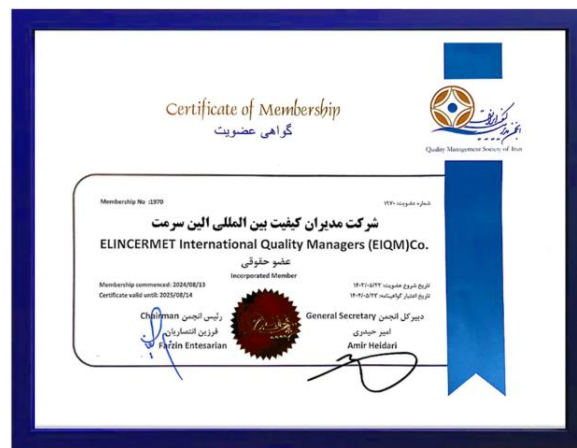 Certificate of Membership
گواهی عضویت
Quality Management Society of Iran
Membership No :1970
شماره عضویت: ۱۹۷۰
شرکت مدیران کیفیت بین المللی الین سرمت
ELINCERMET International Quality Managers (EIQM)Co.
عضو حقوقی
Incorporated Member
Membership commenced: 2024/08/13
تاریخ شروع عضویت: ۱۴۰۳/۰۵/۲۳
Certificate valid until: 2025/08/14
تاریخ اعتبار گواهینامه: ۱۴۰۴/۰۵/۲۳
Chairman رئیس انجمن
General Secretary دبیر کل انجمن
فرزین انتصاریان
امیر حیدری
Farzin Entesarian
Amir Heidari